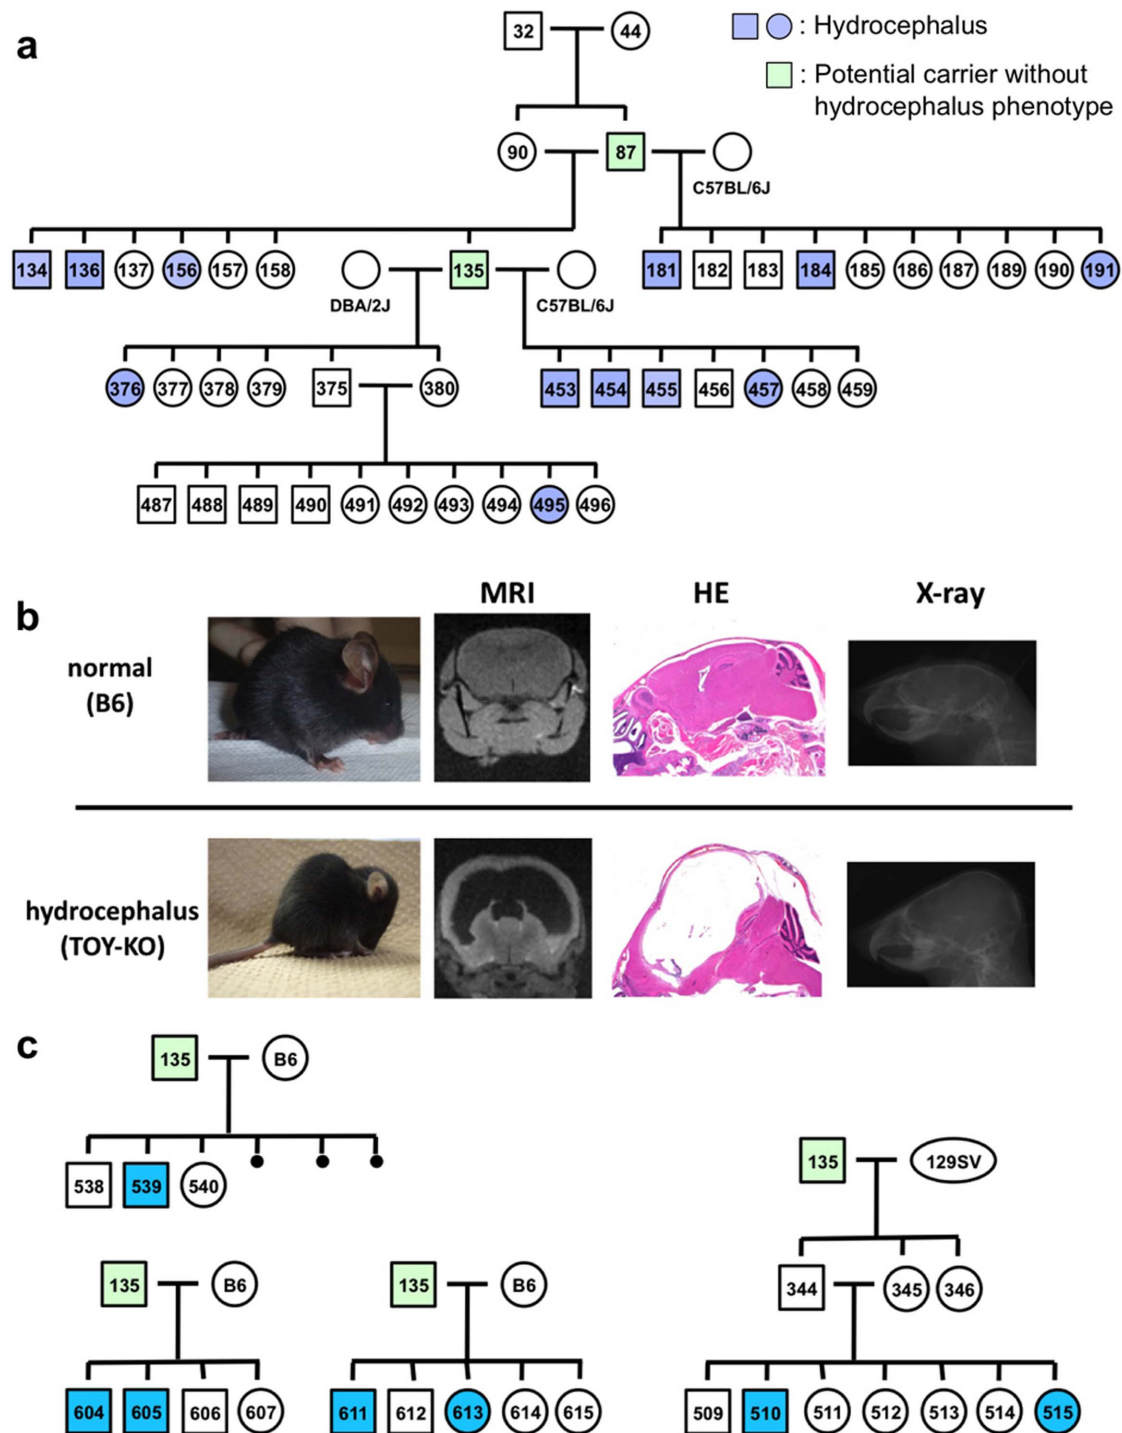 a
32 44
: Hydrocephalus
: Potential carrier without
hydrocephalus phenotype
90 87
C57BL/6J
134 136 137 156 157 158 135 181 182 183 184 185 186 187 189 190 191
DBA/2J C57BL/6J
376 377 378 379 375 380 453 454 455 456 457 458 459
487 488 489 490 491 492 493 494 495 496
b
MRI HE X-ray
normal
(B6)
hydrocephalus
(TOY-KO)
c
135 B6
538 539 540
135 129SV
344 345 346
135 B6 135 B6
604 605 606 607 611 612 613 614 615 509 510 511 512 513 514 515